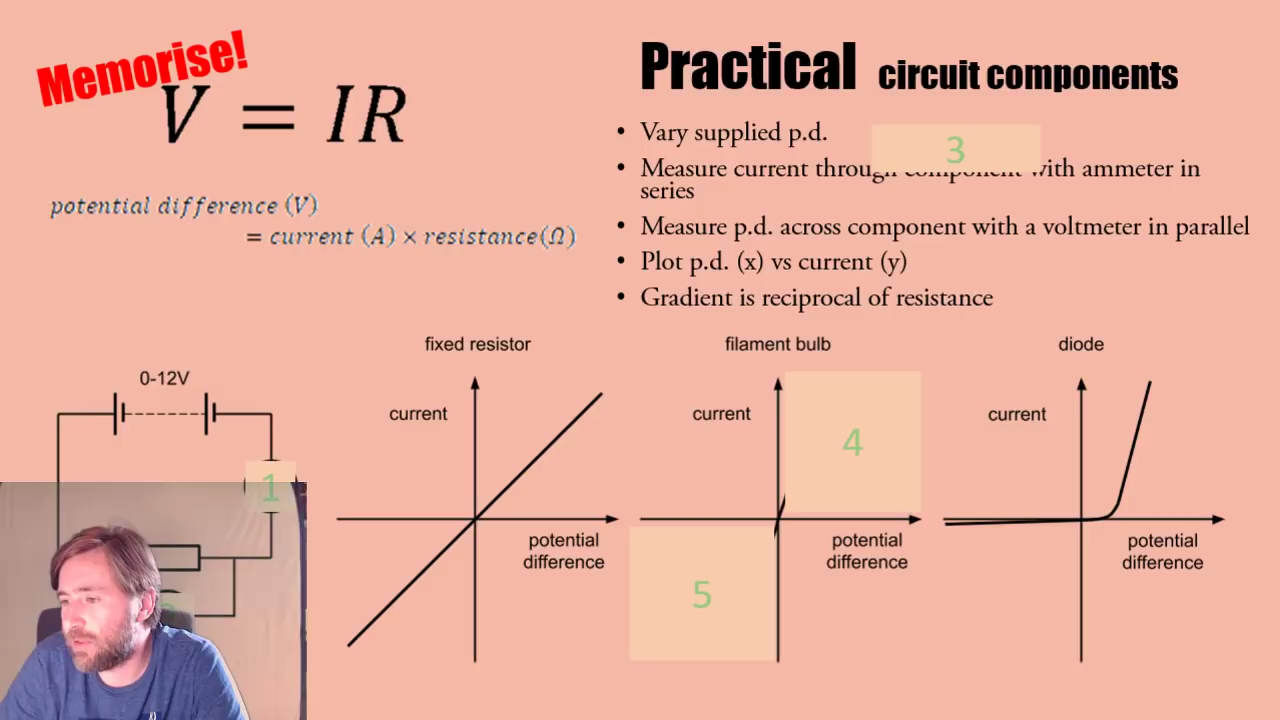 Memorise!
V = IR
potential difference (V)
= current (A) × resistance(Ω)
Practical circuit components
• Vary supplied p.d.
3
• Measure current through component with ammeter in
series
• Measure p.d. across component with a voltmeter in parallel
• Plot p.d. (x) vs current (y)
• Gradient is reciprocal of resistance
0-12V
1
fixed resistor
current
potential
difference
filament bulb
current
4
5
potential
difference
diode
current
potential
difference